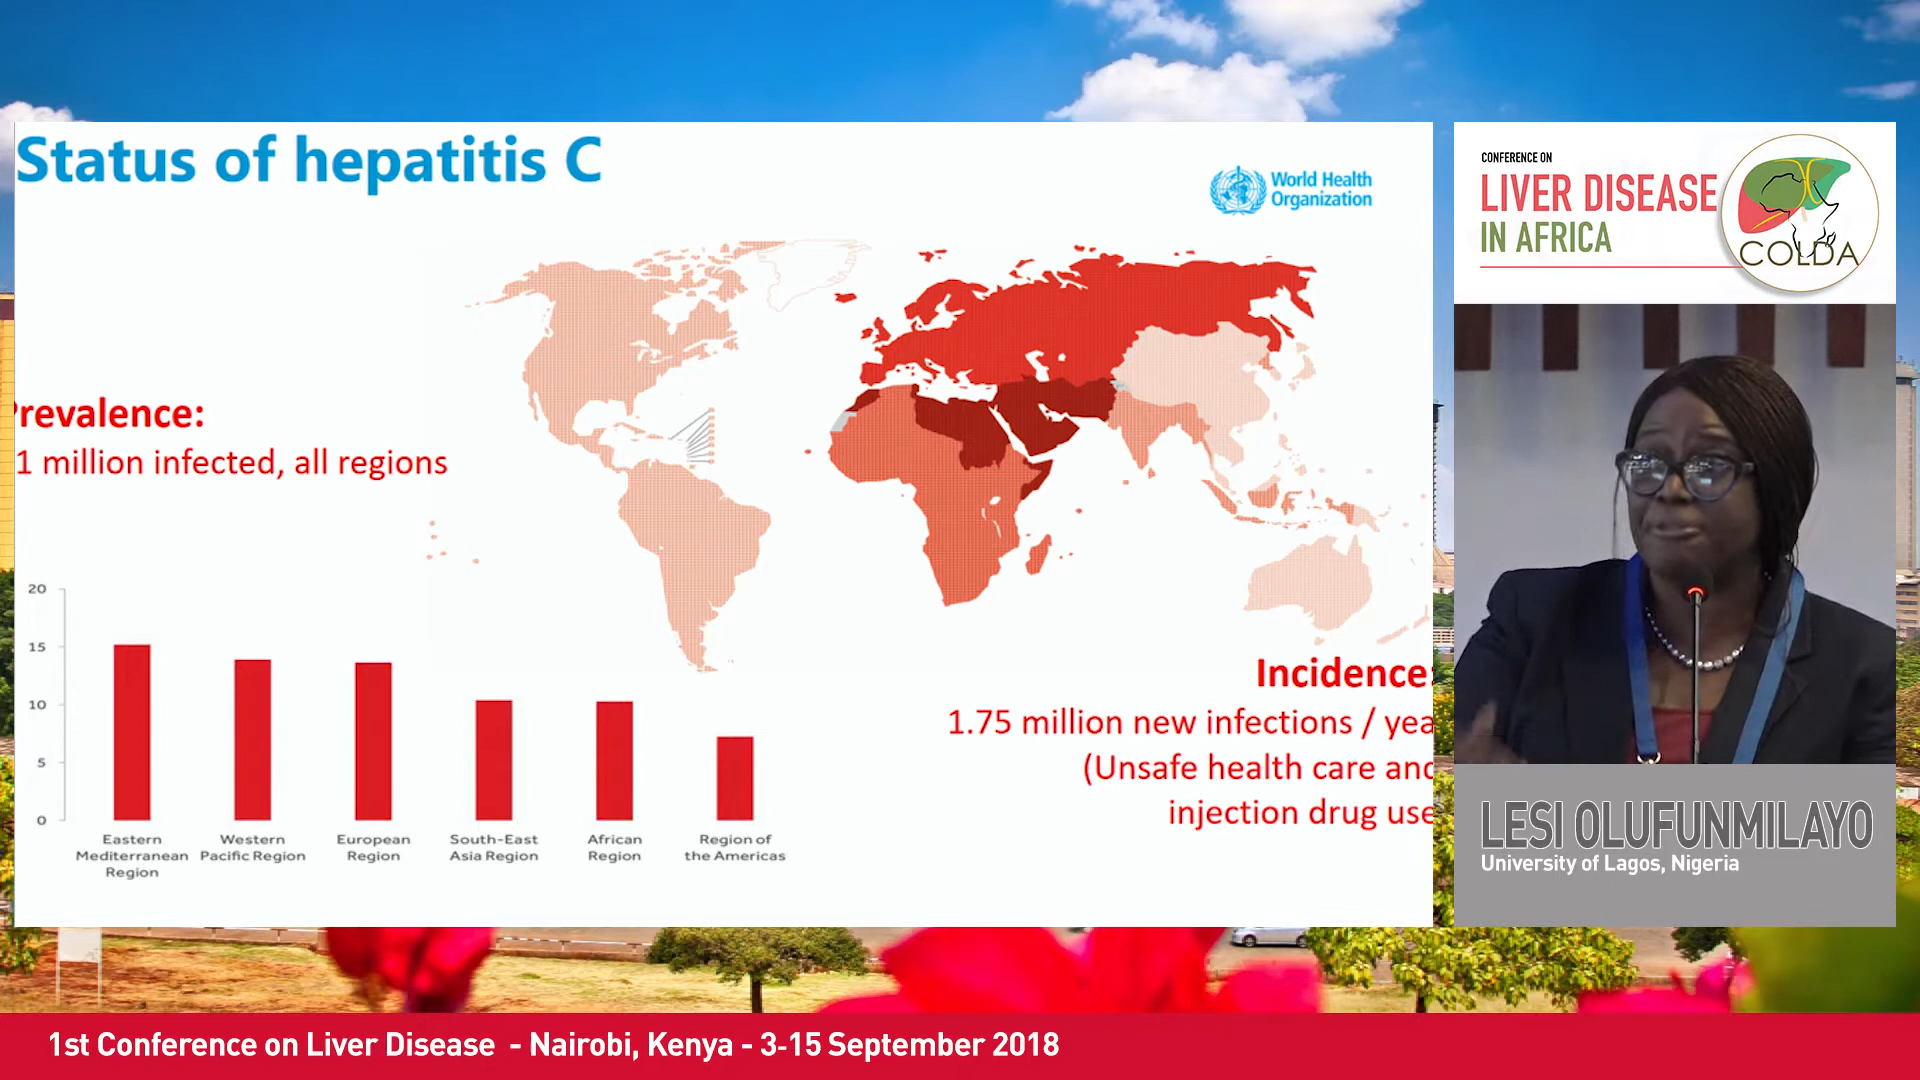 Status of hepatitis C
World Health
Organization
revalence:
1 million infected, all regions
20
15
10
5
0
Eastern
Mediterranean
Region
Western
Pacific Region
European
Region
South-East
Asia Region
African
Region
Region of
the Americas
Incidence:
1.75 million new infections / yea
(Unsafe health care and
injection drug use
CONFERENCE ON
LIVER DISEASE
IN AFRICA
COLDA
LESI OLUFUNMILAYO
University of Lagos, Nigeria
1st Conference on Liver Disease - Nairobi, Kenya - 3-15 September 2018